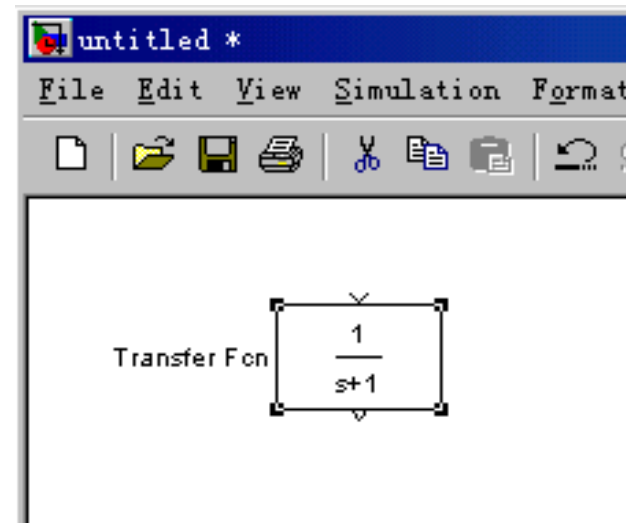 untitled *
File Edit View Simulation Format
Transfer Fcn
1
s+1